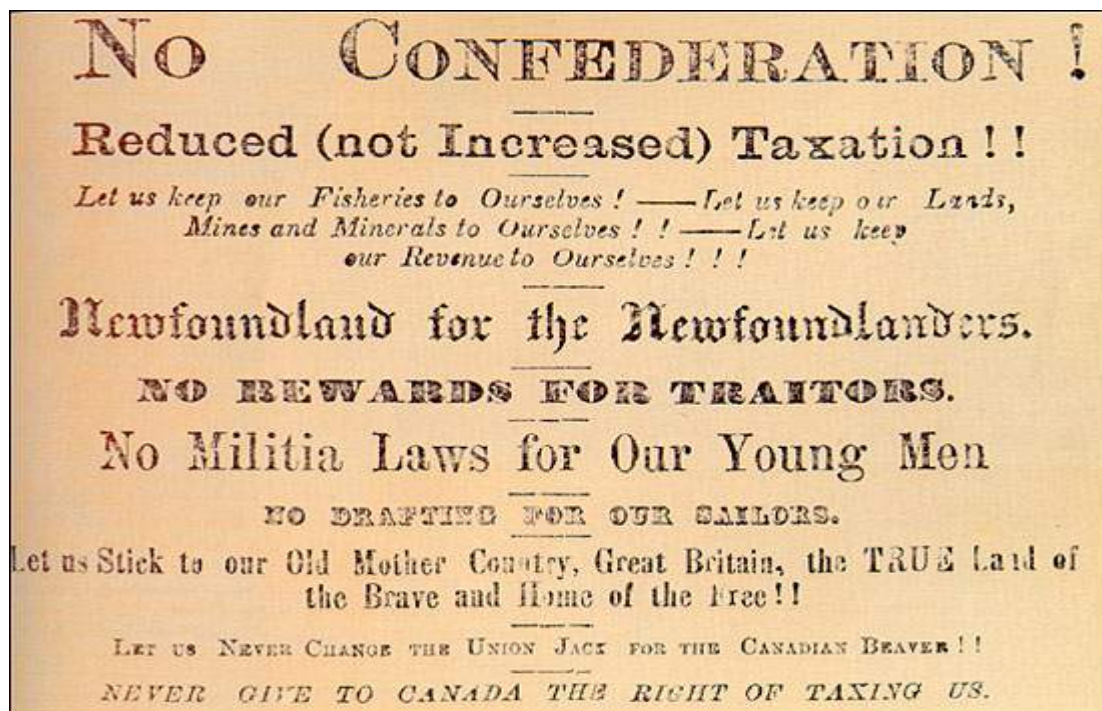 No Confederation!
Reduced (not Increased) Taxation!!
Let us keep our Fisheries to Ourselves!——Let us keep our Lands,
Mines and Minerals to Ourselves!!——Let us keep
our Revenue to Ourselves!!!
Newfoundland for the Newfoundlanders.
NO REWARDS FOR TRAITORS.
No Militia Laws for Our Young Men
NO DRAFTING FOR OUR SAILORS.
Let us Stick to our Old Mother Country, Great Britain, the TRUE Land of
the Brave and Home of the Free!!
Let us Never Change the Union Jack for the Canadian Beaver!!
NEVER GIVE TO CANADA THE RIGHT OF TAXING US.